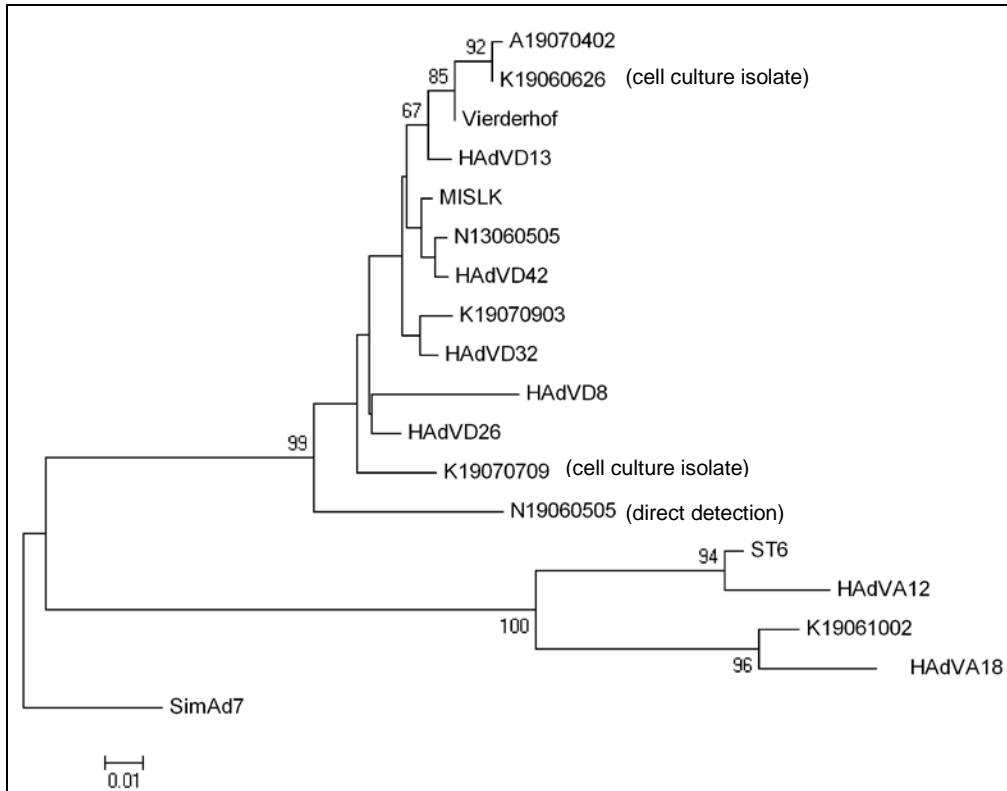 A19070402
92
K19060626 (cell culture isolate)
85
Vierderhof
67
HAdVD13
MISLK
N13060505
HAdVD42
K19070903
HAdVD32
HAdVD8
HAdVD26
99
K19070709 (cell culture isolate)
N19060505 (direct detection)
ST6
94
HAdVA12
100
K19061002
96
HAdVA18
SimAd7
0.01